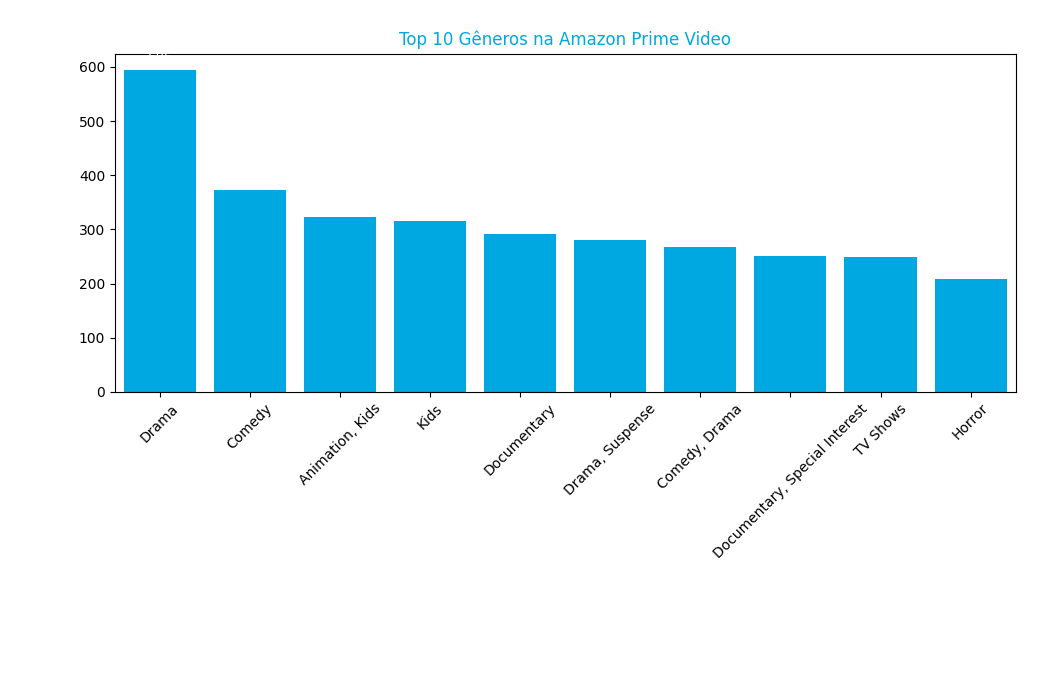 Top 10 Gêneros na Amazon Prime Video
600
500
400
300
200
100
0
Drama
Comedy
Animation, Kids
Kids
Documentary
Drama, Suspense
Comedy, Drama
Documentary, Special Interest
TV Shows
Horror